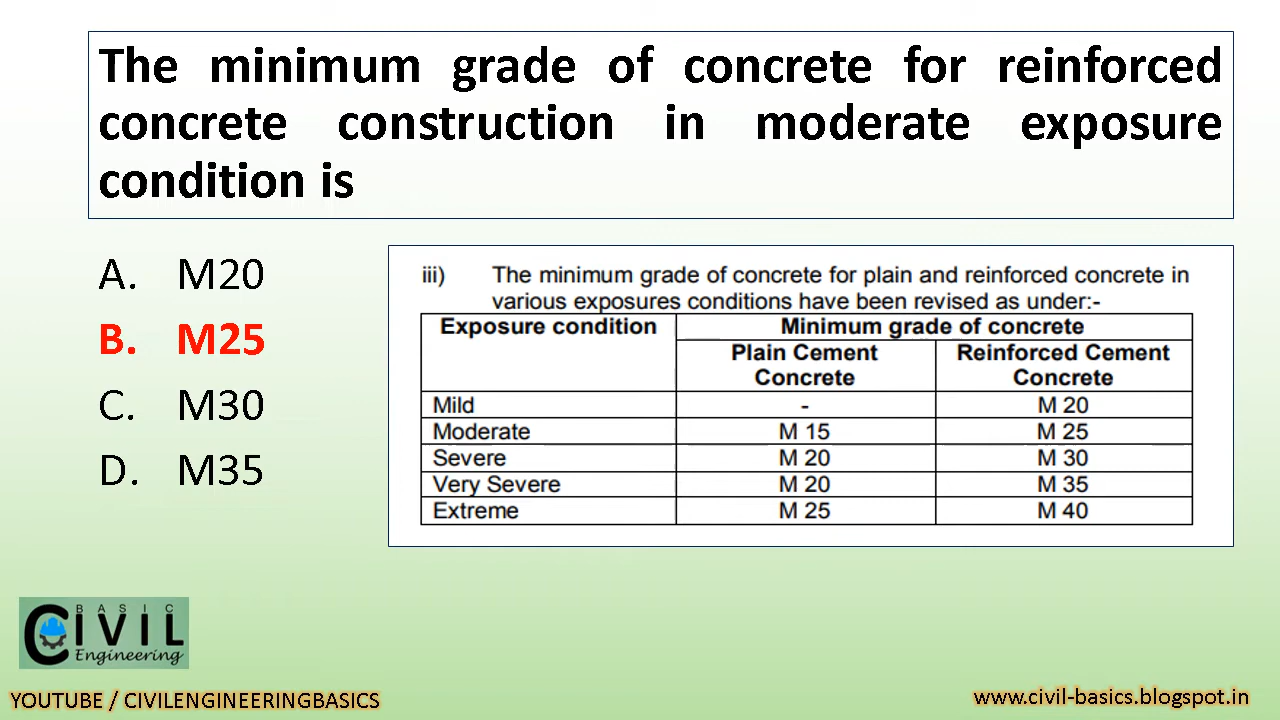 The minimum grade of concrete for reinforced
concrete construction in moderate exposure
condition is
A. M20
B. M25
C. M30
D. M35
iii) The minimum grade of concrete for plain and reinforced concrete in
various exposures conditions have been revised as under:-
Exposure condition Minimum grade of concrete
Plain Cement Reinforced Cement
Concrete Concrete
Mild - M 20
Moderate M 15 M 25
Severe M 20 M 30
Very Severe M 20 M 35
Extreme M 25 M 40
BASIC
CIVIL
Engineering
YOUTUBE / CIVILENGINEERINGBASICS
www.civil-basics.blogspot.in